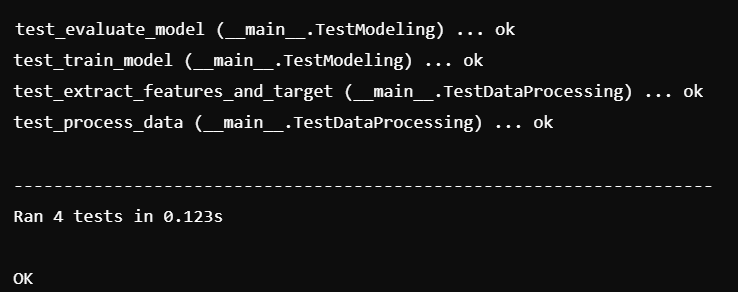 test_evaluate_model (__main__.TestModeling) ... ok
test_train_model (__main__.TestModeling) ... ok
test_extract_features_and_target (__main__.TestDataProcessing) ... ok
test_process_data (__main__.TestDataProcessing) ... ok
----------------------------------------------------------------------
Ran 4 tests in 0.123s
OK